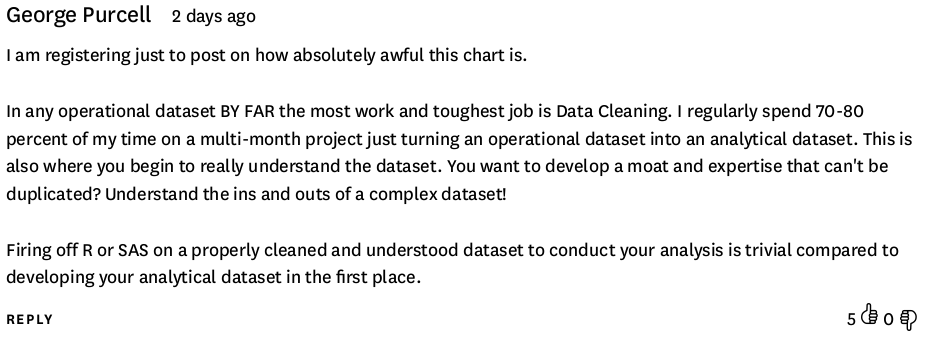 George Purcell 2 days ago
I am registering just to post on how absolutely awful this chart is.
In any operational dataset BY FAR the most work and toughest job is Data Cleaning. I regularly spend 70-80
percent of my time on a multi-month project just turning an operational dataset into an analytical dataset. This is
also where you begin to really understand the dataset. You want to develop a moat and expertise that can't be
duplicated? Understand the ins and outs of a complex dataset!
Firing off R or SAS on a properly cleaned and understood dataset to conduct your analysis is trivial compared to
developing your analytical dataset in the first place.
REPLY 5 0